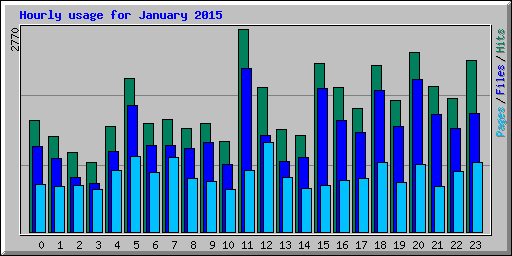 Hourly usage for January 2015
2770
Pages / Files / Hits
0 1 2 3 4 5 6 7 8 9 10 11 12 13 14 15 16 17 18 19 20 21 22 23